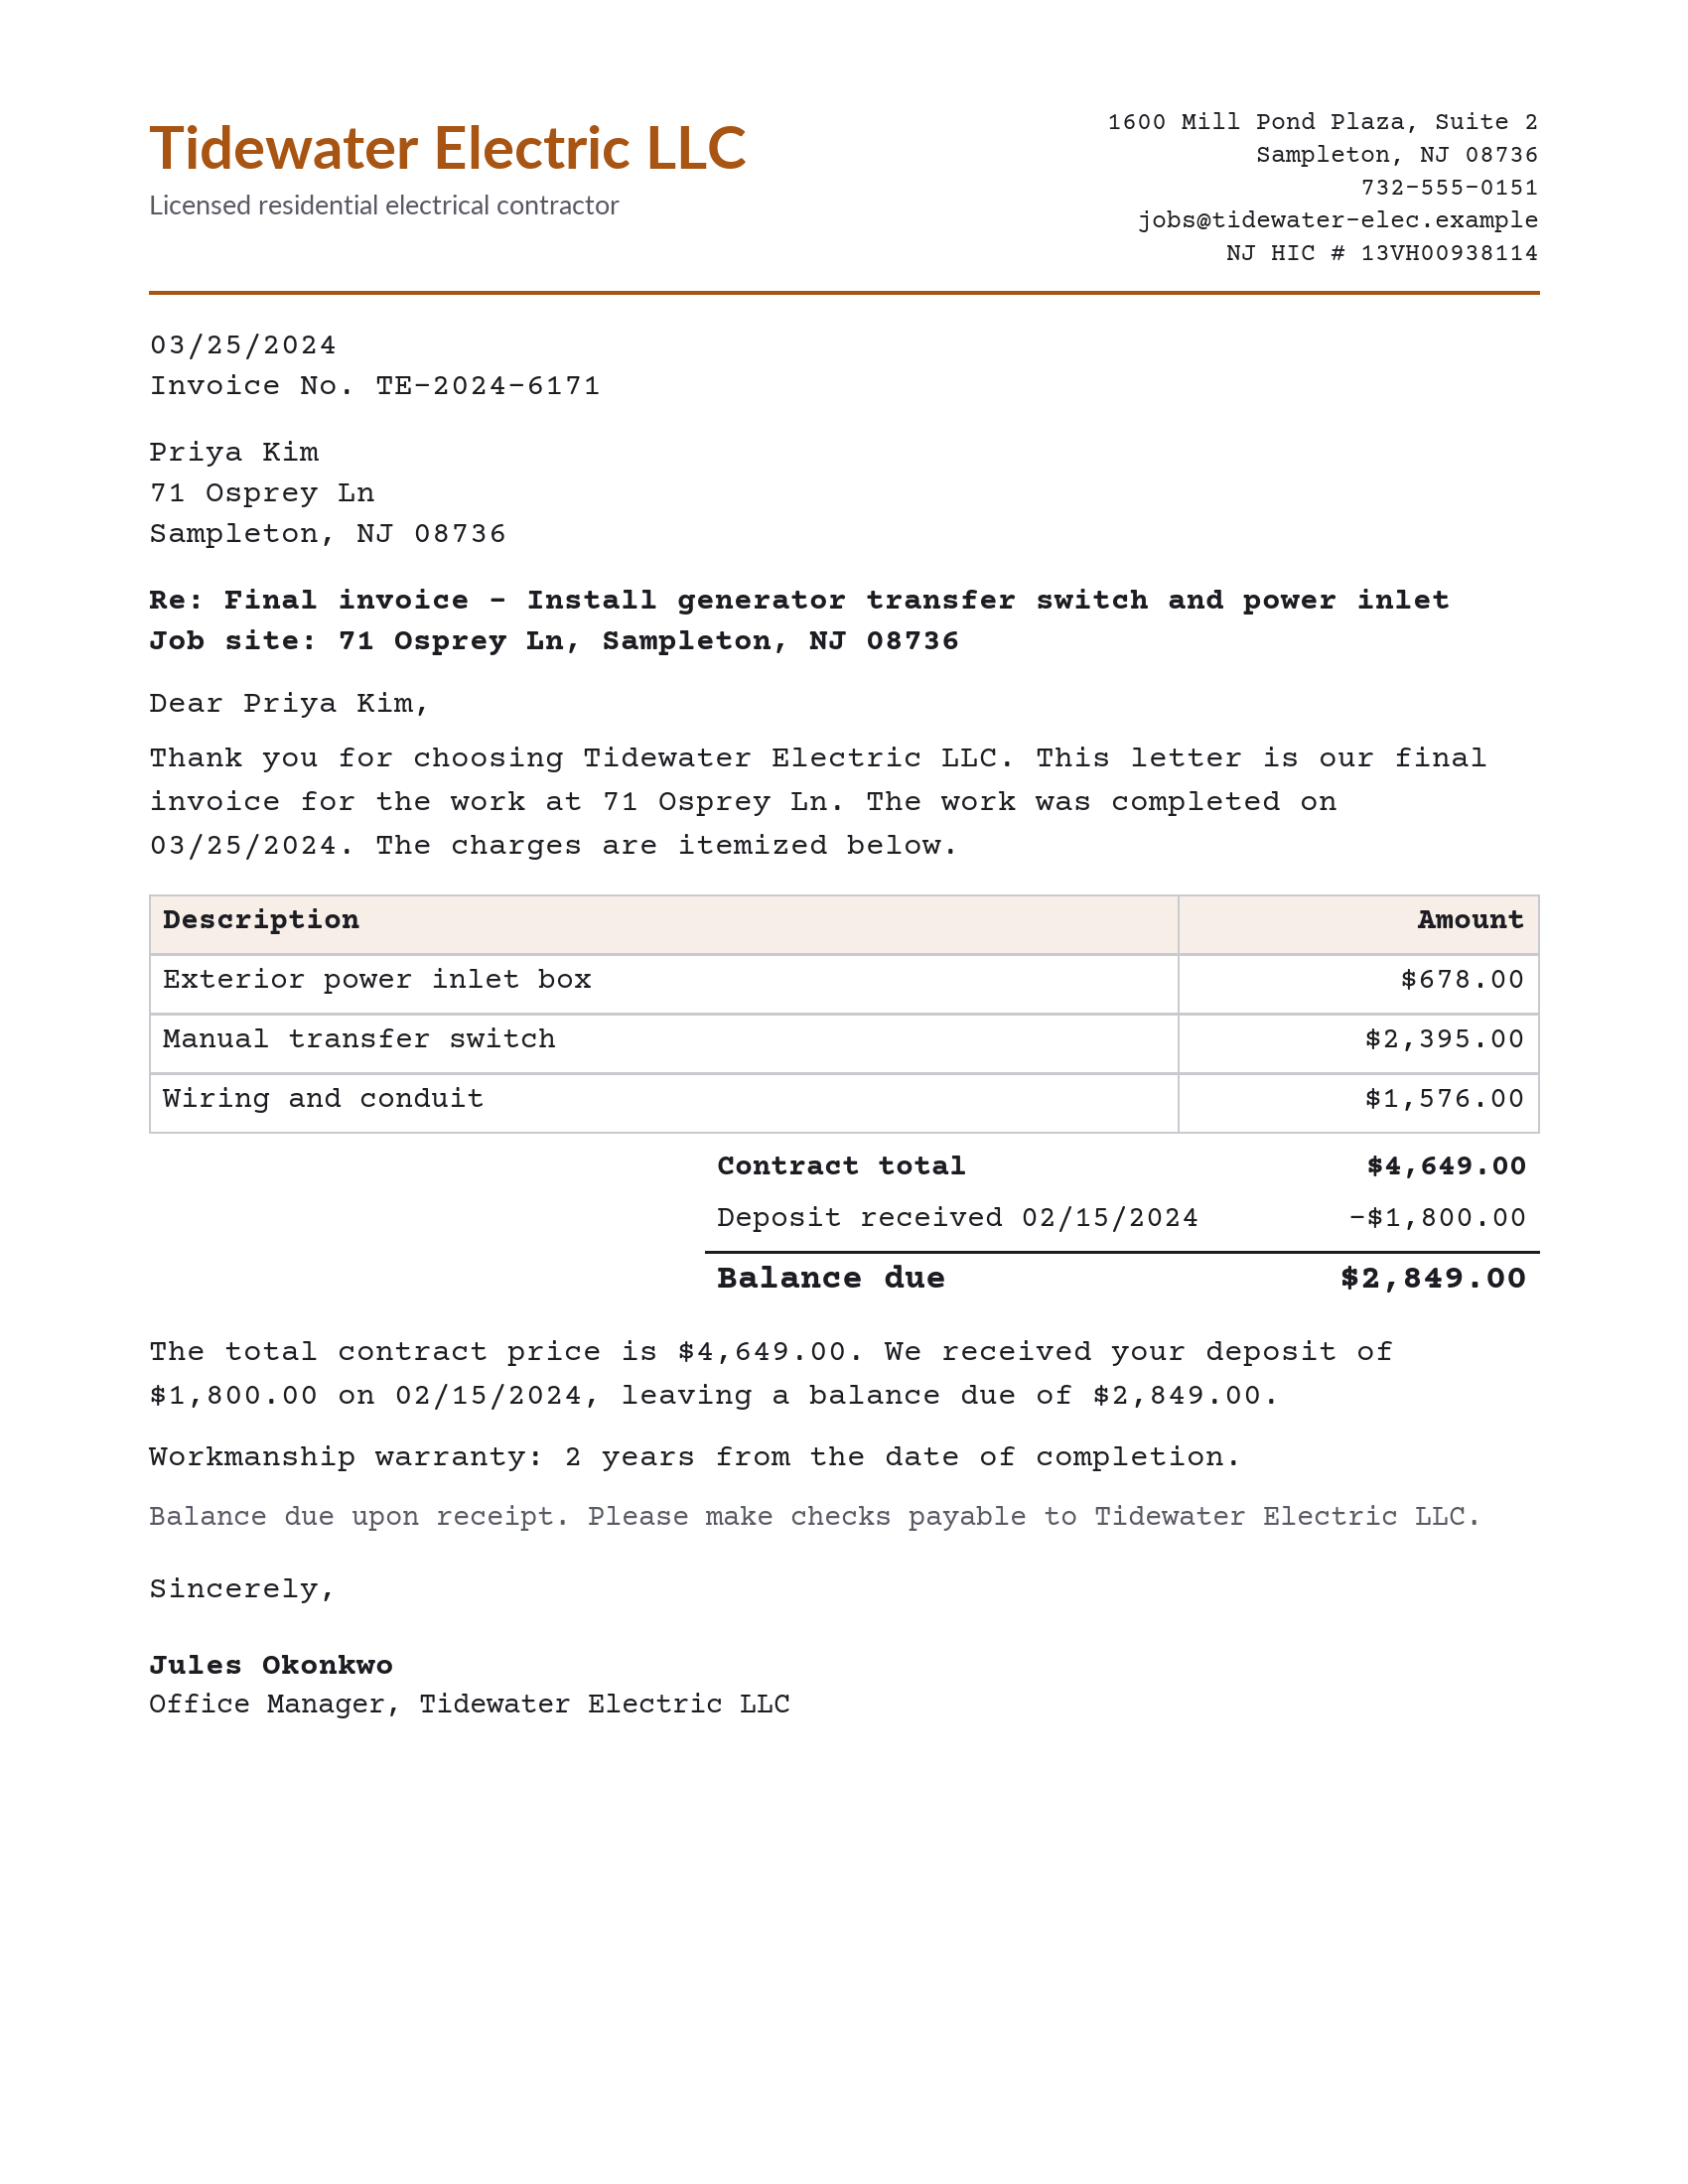 Tidewater Electric LLC
Licensed residential electrical contractor
1600 Mill Pond Plaza, Suite 2
Sampleton, NJ 08736
732-555-0151
jobs@tidewater-elec.example
NJ HIC # 13VH00938114
03/25/2024
Invoice No. TE-2024-6171
Priya Kim
71 Osprey Ln
Sampleton, NJ 08736
Re: Final invoice - Install generator transfer switch and power inlet
Job site: 71 Osprey Ln, Sampleton, NJ 08736
Dear Priya Kim,
Thank you for choosing Tidewater Electric LLC. This letter is our final
invoice for the work at 71 Osprey Ln. The work was completed on
03/25/2024. The charges are itemized below.
Description Amount
Exterior power inlet box $678.00
Manual transfer switch $2,395.00
Wiring and conduit $1,576.00
Contract total $4,649.00
Deposit received 02/15/2024 -$1,800.00
Balance due $2,849.00
The total contract price is $4,649.00. We received your deposit of
$1,800.00 on 02/15/2024, leaving a balance due of $2,849.00.
Workmanship warranty: 2 years from the date of completion.
Balance due upon receipt. Please make checks payable to Tidewater Electric LLC.
Sincerely,
Jules Okonkwo
Office Manager, Tidewater Electric LLC